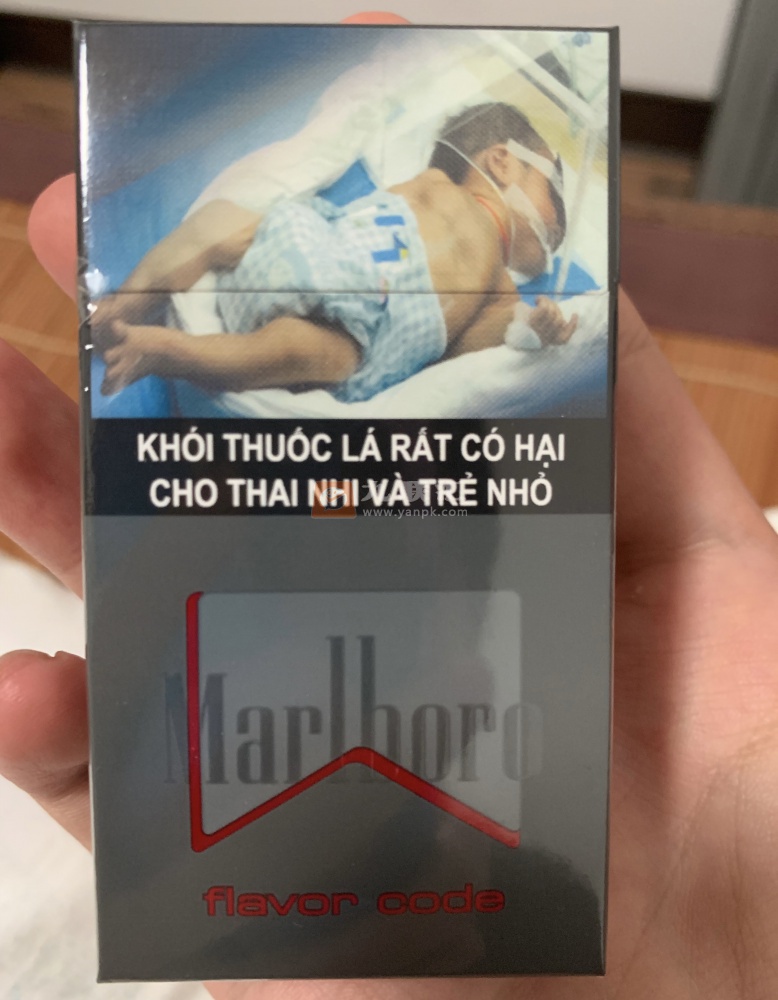 KHÓI THUỐC LÁ RẤT CÓ HẠI
CHO THAI NHI VÀ TRẺ NHỎ
www.yanpk.com
Marlboro
flavor code